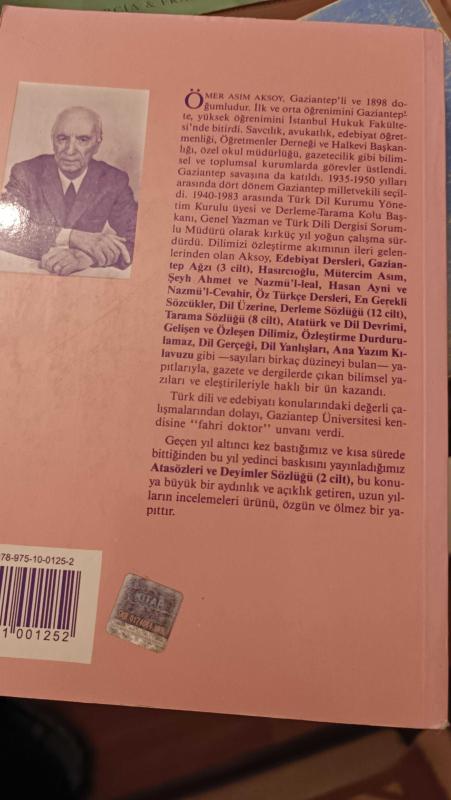 ÖMER ASIM AKSOY, Gaziantep'li ve 1898 do-
ğumludur. İlk ve orta öğrenimini Gaziantep'
te, yüksek öğrenimini İstanbul Hukuk Fakülte-
si'nde bitirdi. Savcılık, avukatlık, edebiyat öğret-
menliği, Öğretmenler Derneği ve Halkevi Başkan-
lığı, özel okul müdürlüğü, gazetecilik gibi bilim-
sel ve toplumsal kurumlarda görevler üstlendi.
Gaziantep savaşına da katıldı. 1935-1950 yılları
arasında dört dönem Gaziantep milletvekili seçil-
di. 1940-1983 arasında Türk Dil Kurumu Yöne-
tim Kurulu üyesi ve Derleme-Tarama Kolu Baş-
kanı, Genel Yazman ve Türk Dili Dergisi Sorum-
lu Müdürü olarak kırküç yıl yoğun çalışma sür-
dürdü. Dilimizi özleştirme akımının ileri gelen-
lerinden olan Aksoy, Edebiyat Dersleri, Gazian-
tep Ağzı (3 cilt), Hasırcıoğlu, Mütercim Asım,
Şeyh Ahmet ve Nazmü'l-leal, Hasan Ayni ve
Nazmü'l-Cevahir, Öz Türkçe Dersleri, En Gerekli
Sözcükler, Dil Üzerine, Derleme Sözlüğü (12 cilt),
Tarama Sözlüğü (8 cilt), Atatürk ve Dil Devrimi,
Gelişen ve Özleşen Dilimiz, Özleştirme Durduru-
lamaz, Dil Gerçeği, Dil Yanlışları, Ana Yazım Kı-
lavuzu gibi —sayıları birkaç düzineyi bulan— ya-
pıtlarıyla, gazete ve dergilerde çıkan bilimsel ya-
zıları ve eleştirileriyle haklı bir ün kazandı.
Türk dili ve edebiyatı konularındaki değerli ça-
lışmalarından dolayı, Gaziantep Üniversitesi ken-
disine "fahri doktor" unvanı verdi.
Geçen yıl altıncı kez bastığımız ve kısa sürede
bittiğinden bu yıl yedinci baskısını yayınladığımız
Atasözleri ve Deyimler Sözlüğü (2 cilt), bu konu-
ya büyük bir aydınlık ve açıklık getiren, uzun yıl-
ların incelemeleri ürünü, özgün ve ölmez bir ya-
pıttır.
78-975-10-0125-2
1 001252
KİTAP